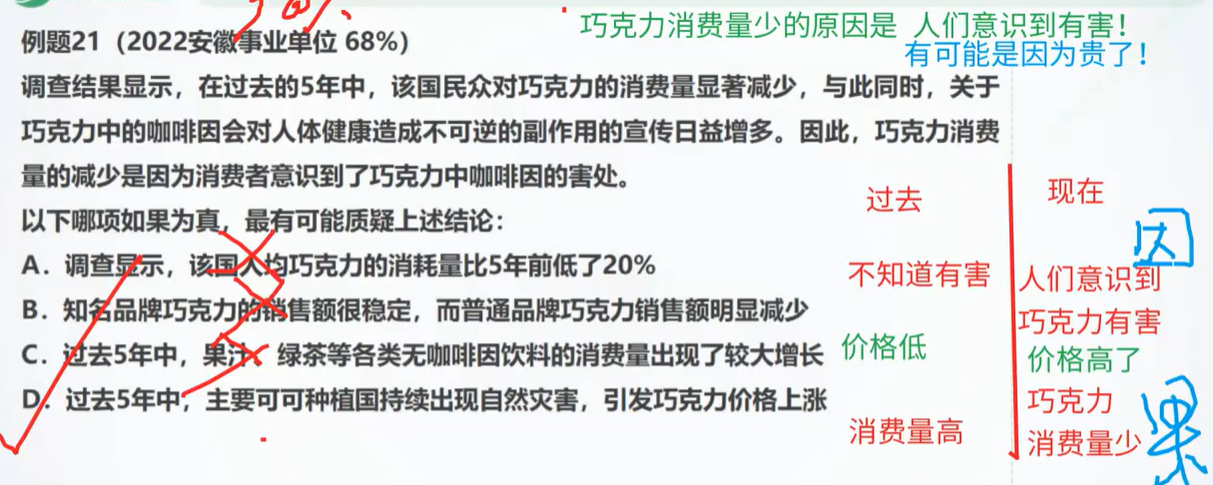 巧克力消费量少的原因是 人们意识到有害！
例题21（2022安徽事业单位 68%）
有可能是因为贵了！
调查结果显示，在过去的5年中，该国民众对巧克力的消费量显著减少，与此同时，关于
巧克力中的咖啡因会对人体健康造成不可逆的副作用的宣传日益增多。因此，巧克力消费
量的减少是因为消费者意识到了巧克力中咖啡因的害处。
以下哪项如果为真，最有可能质疑上述结论：
A．调查显示，该国人均巧克力的消耗量比5年前低了20%
B．知名品牌巧克力的销售额很稳定，而普通品牌巧克力销售额明显减少
C．过去5年中，果汁、绿茶等各类无咖啡因饮料的消费量出现了较大增长
D．过去5年中，主要可可种植国持续出现自然灾害，引发巧克力价格上涨
过去
不知道有害
价格低
消费量高
现在
人们意识到
巧克力有害
价格高了
巧克力
消费量少
因
果